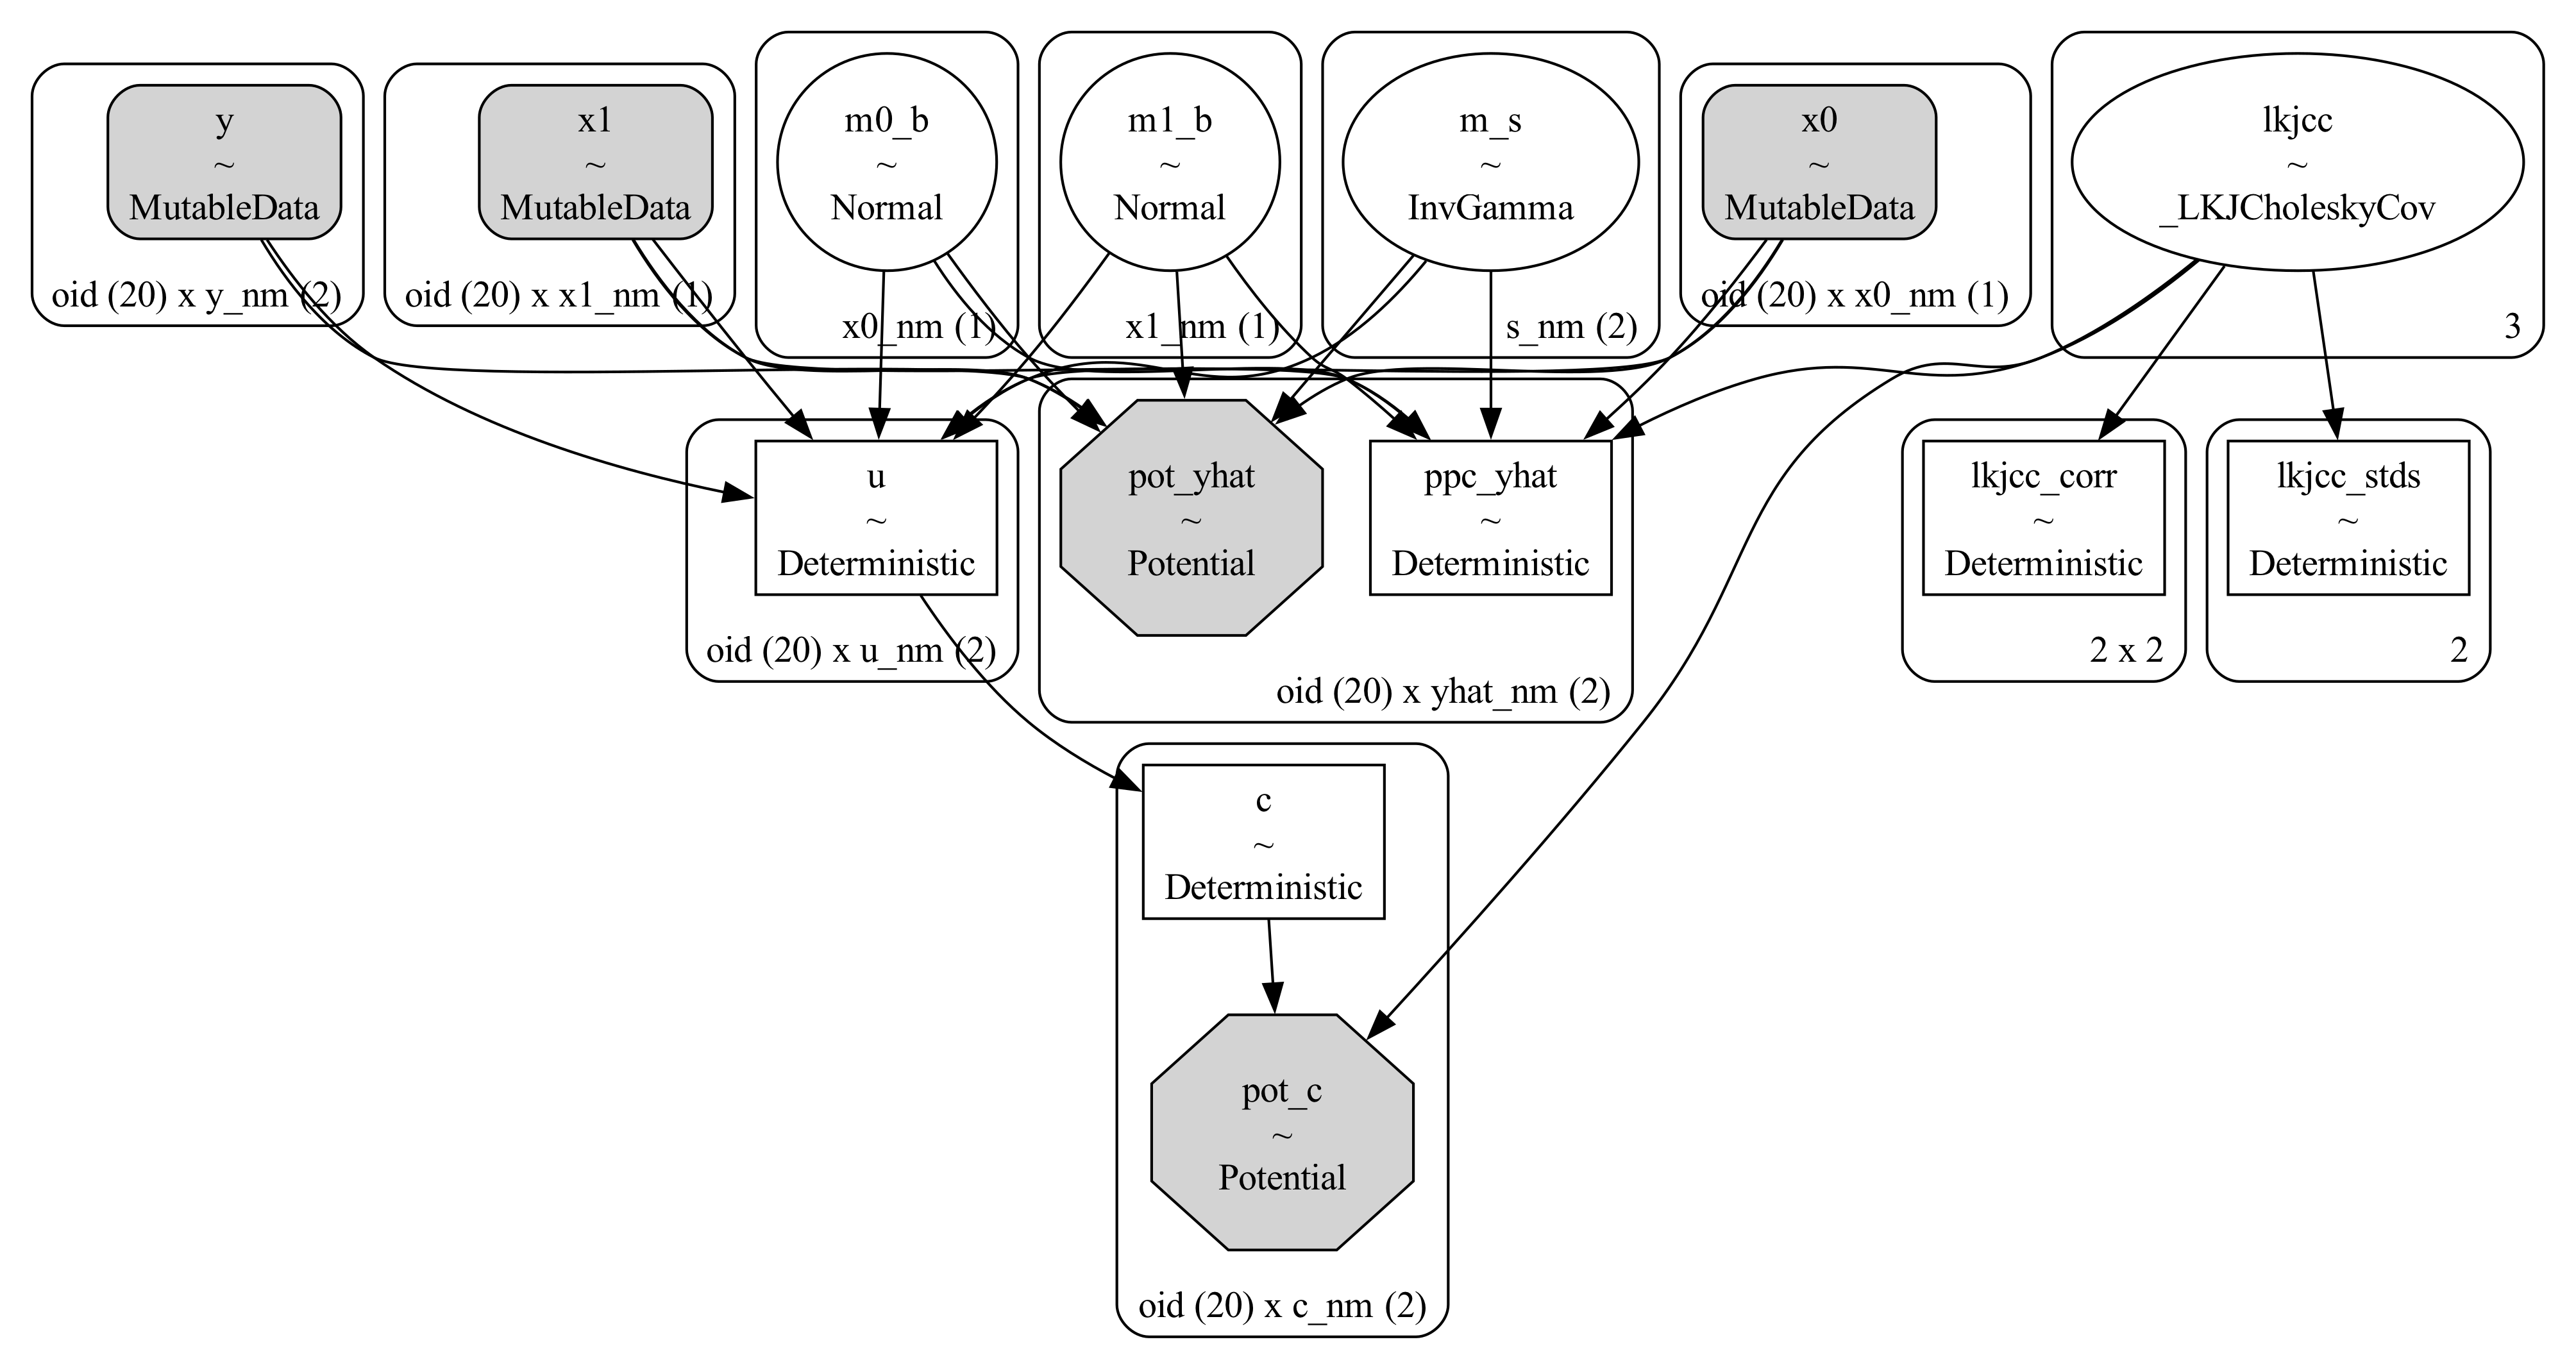 y
~
MutableData
oid (20) x y_nm (2)
x1
~
MutableData
oid (20) x x1_nm (1)
m0_b
~
Normal
x0_nm (1)
m1_b
~
Normal
x1_nm (1)
m_s
~
InvGamma
s_nm (2)
x0
~
MutableData
oid (20) x x0_nm (1)
lkjcc
~
_LKJCholeskyCov
3
u
~
Deterministic
oid (20) x u_nm (2)
pot_yhat
~
Potential
ppc_yhat
~
Deterministic
oid (20) x yhat_nm (2)
lkjcc_corr
~
Deterministic
2 x 2
lkjcc_stds
~
Deterministic
2
c
~
Deterministic
pot_c
~
Potential
oid (20) x c_nm (2)